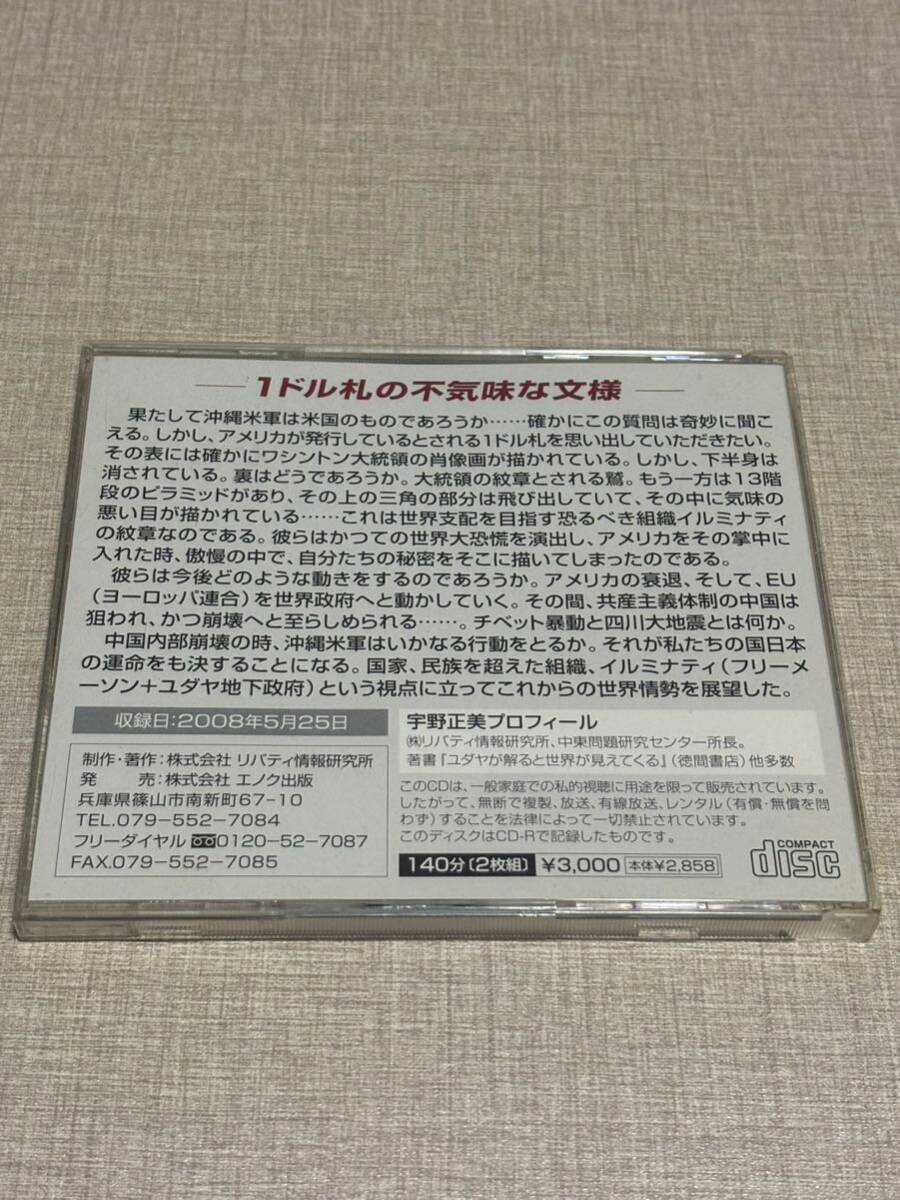 1ドル札の不気味な文様
果たして沖縄米軍は米国のものであろうか……確かにこの質問は奇妙に聞こ
える。しかし、アメリカが発行しているとされる1ドル札を思い出していただきたい。
その表には確かにワシントン大統領の肖像画が描かれている。しかし、下半身は
消されている。裏はどうであろうか。大統領の紋章とされる鷲。もう一方は13階
段のピラミッドがあり、その上の三角の部分は飛び出していて、その中に気味の
悪い目が描かれている……これは世界支配を目指す恐るべき組織イルミナティ
の紋章なのである。彼らはかつての世界大恐慌を演出し、アメリカをその掌中に
入れた時、傲慢の中で、自分たちの秘密をそこに描いてしまったのである。
彼らは今後どのような動きをするのであろうか。アメリカの衰退、そして、EU
（ヨーロッパ連合）を世界政府へと動かしていく。その間、共産主義体制の中国は
狙われ、かつ崩壊へと至らしめられる……。チベット暴動と四川大地震とは何か。
中国内部崩壊の時、沖縄米軍はいかなる行動をとるか。それが私たちの国日本
の運命をも決することになる。国家、民族を超えた組織、イルミナティ（フリーメ
ーソン+ユダヤ地下政府）という視点に立ってこれからの世界情勢を展望した。
収録日:2008年5月25日
制作・著作:株式会社 リバティ情報研究所
発 売:株式会社 エノク出版
兵庫県篠山市南新町67-10
TEL.079-552-7084
フリーダイヤル 0120-52-7087
FAX.079-552-7085
宇野正美プロフィール
㈱リバティ情報研究所、中東問題研究センター所長。
著書『ユダヤが解ると世界が見えてくる』（徳間書店）他多数
このCDは、一般家庭での私的視聴に用途を限って販売されています。
したがって、無断で複製、放送、有線放送、レンタル（有償・無償を問
わず）することを法律によって一切禁止されています。
このディスクはCD-Rで記録したものです。
140分〔2枚組〕 ¥3,000 本体¥2,858
COMPACT
disc